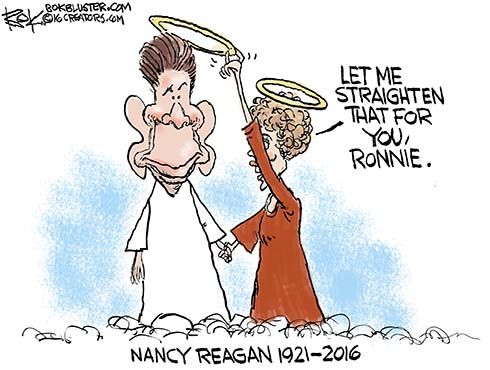 BOK
BOKBLUSTER.COM
©16 CREATORS.COM
LET ME
STRAIGHTEN
THAT FOR
YOU,
RONNIE.
NANCY REAGAN 1921-2016